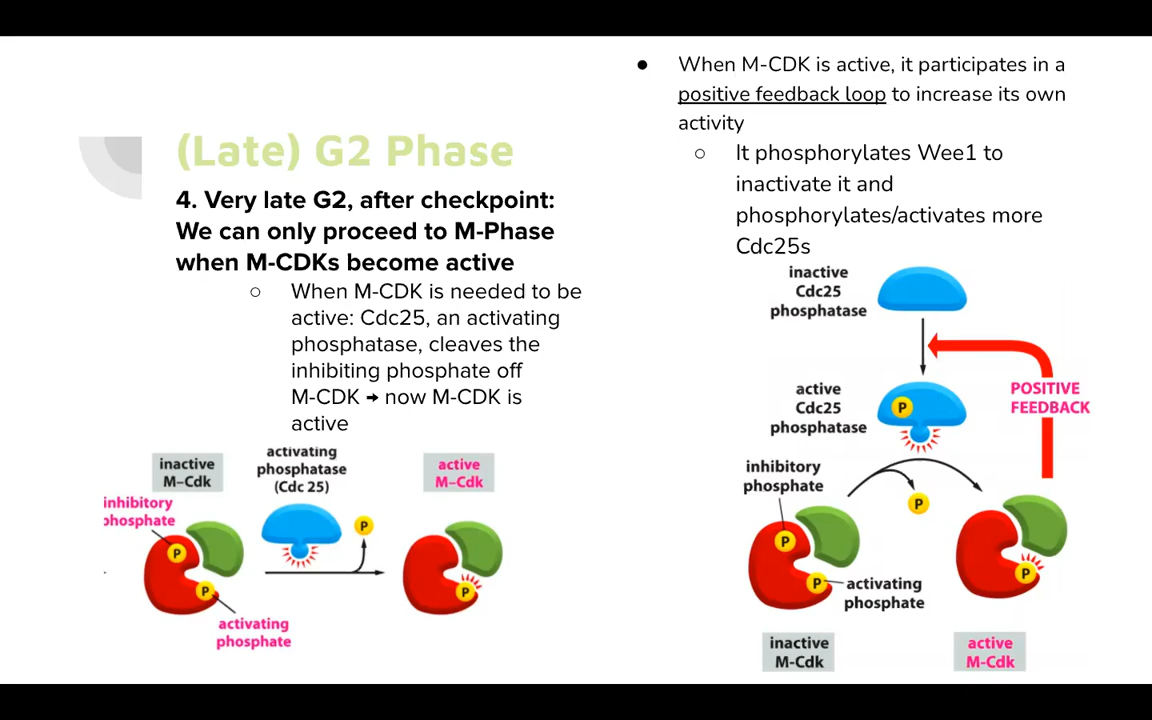 (Late) G2 Phase
4. Very late G2, after checkpoint:
We can only proceed to M-Phase
when M-CDKs become active
○ When M-CDK is needed to be
active: Cdc25, an activating
phosphatase, cleaves the
inhibiting phosphate off
M-CDK → now M-CDK is
active
inactive
M–Cdk
activating
phosphatase
(Cdc 25)
active
M–Cdk
inhibitory
phosphate
P
P
P
P
activating
phosphate
● When M-CDK is active, it participates in a
positive feedback loop to increase its own
activity
○ It phosphorylates Wee1 to
inactivate it and
phosphorylates/activates more
Cdc25s
inactive
Cdc25
phosphatase
active
Cdc25
phosphatase
P
POSITIVE
FEEDBACK
inhibitory
phosphate
P
P
P
P
activating
phosphate
inactive
M-Cdk
active
M-Cdk